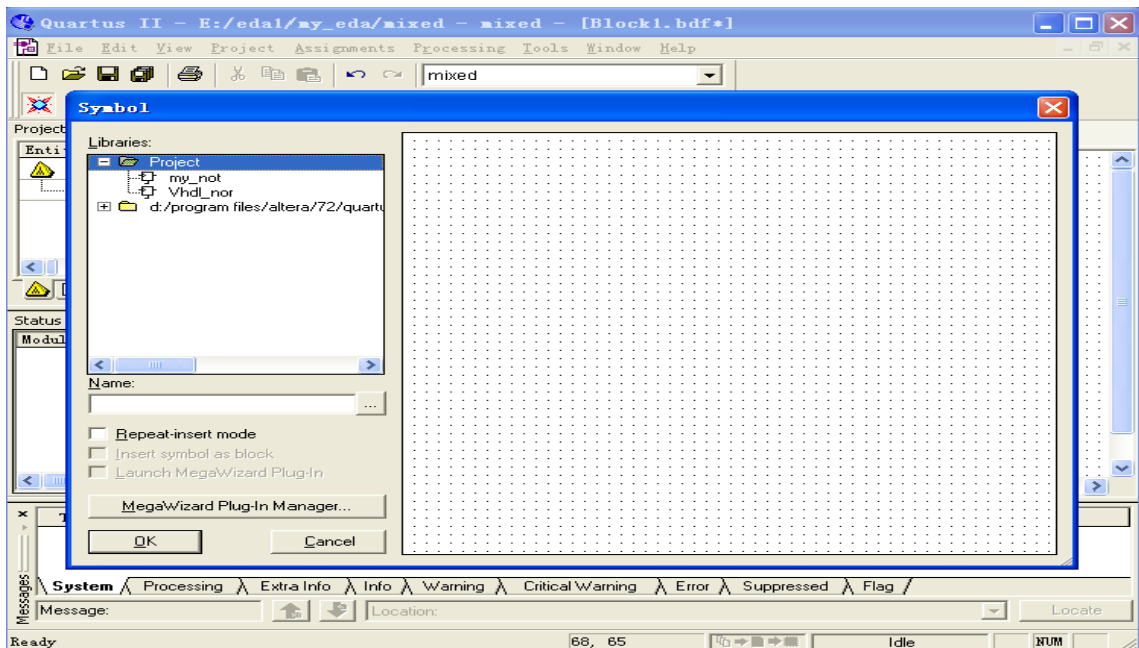 Quartus II - E:/eda1/my_eda/mixed - mixed - [Block1.bdf*]
File Edit View Project Assignments Processing Tools Window Help
mixed
Symbol
Project
Enti
Libraries:
Project
my_not
Vhdl_nor
d:/program files/altera/72/quartu
Status
Modul
Name:
...
Repeat-insert mode
Insert symbol as block
Launch MegaWizard Plug-In
MegaWizard Plug-In Manager...
OK Cancel
T
System Processing Extra Info Info Warning Critical Warning Error Suppressed Flag
Messages
Message: Location: Locate
Ready 68, 65 Idle NUM